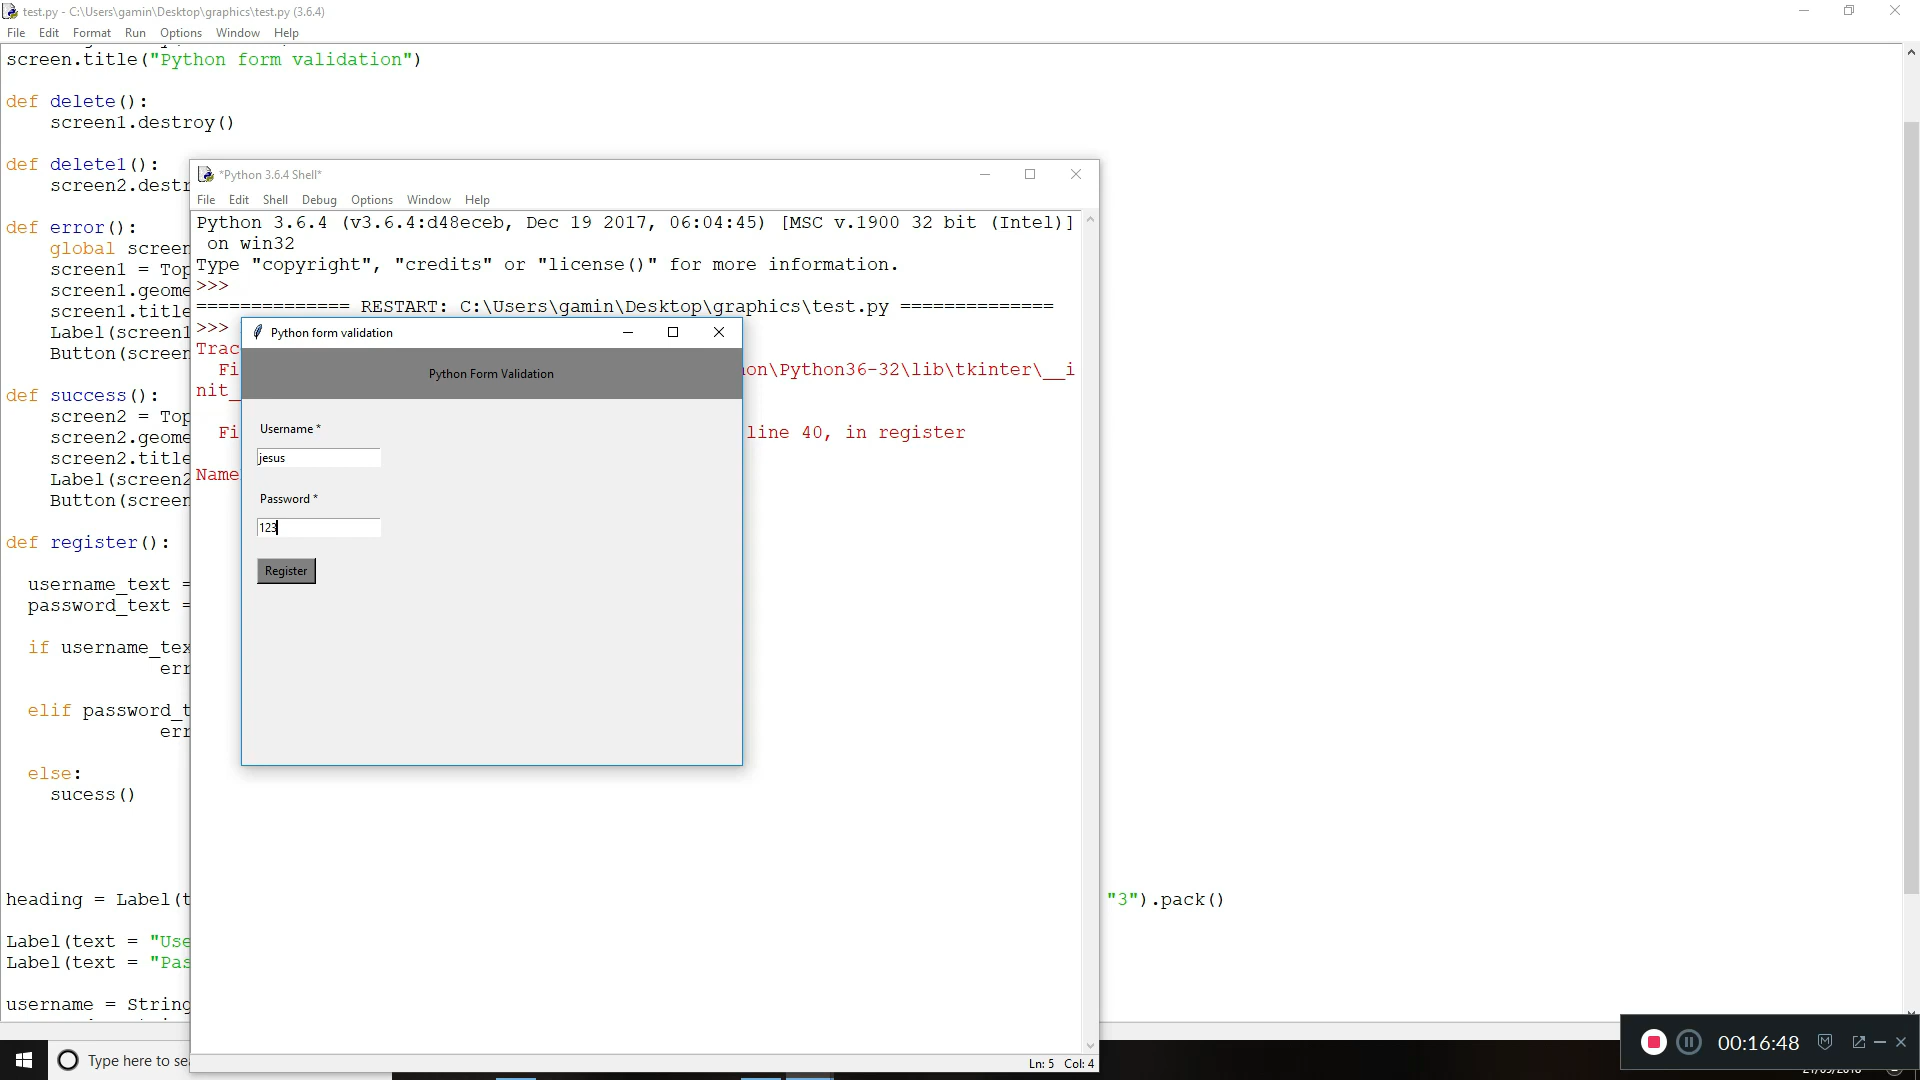 test.py - C:\Users\gamin\Desktop\graphics\test.py (3.6.4)
File Edit Format Run Options Window Help
screen.title("Python form validation")
def delete():
screen1.destroy()
def delete1():
screen2.destr
def error():
global screen
screen1 = Top
screen1.geome
screen1.title
Label(screen1
Button(screen
def success():
screen2 = Top
screen2.geome
screen2.title
Label(screen2
Button(screen
def register():
username_text =
password_text =
if username_tex
err
elif password_t
err
else:
sucess()
heading = Label(t
"3").pack()
Label(text = "Use
Label(text = "Pas
username = String
*Python 3.6.4 Shell*
File Edit Shell Debug Options Window Help
Python 3.6.4 (v3.6.4:d48eceb, Dec 19 2017, 06:04:45) [MSC v.1900 32 bit (Intel)]
on win32
Type "copyright", "credits" or "license()" for more information.
>>>
============== RESTART: C:\Users\gamin\Desktop\graphics\test.py ==============
>>>
Trac
Fi
on\Python36-32\lib\tkinter\__i
nit_
Fi
line 40, in register
Name
Ln: 5 Col: 4
Python form validation
Python Form Validation
Username *
jesus
Password *
123
Register
Type here to se
00:16:48